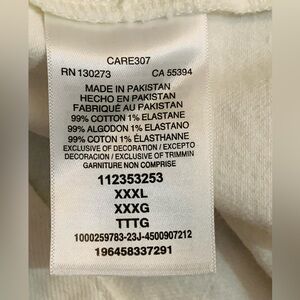 CARE307
RN 130273 CA 55394
MADE IN PAKISTAN
HECHO EN PAKISTAN
FABRIQUÉ AU PAKISTAN
99% COTTON 1% ELASTANE
99% ALGODON 1% ELASTANO
99% COTON 1% ÉLASTHANNE
EXCLUSIVE OF DECORATION / EXCEPTO
DECORACION / EXCLUSIVE OF TRIMMIN
GARNITURE NON COMPRISE
112353253
XXXL
XXXG
TTTG
1000259783-23J-4500907212
196458337291